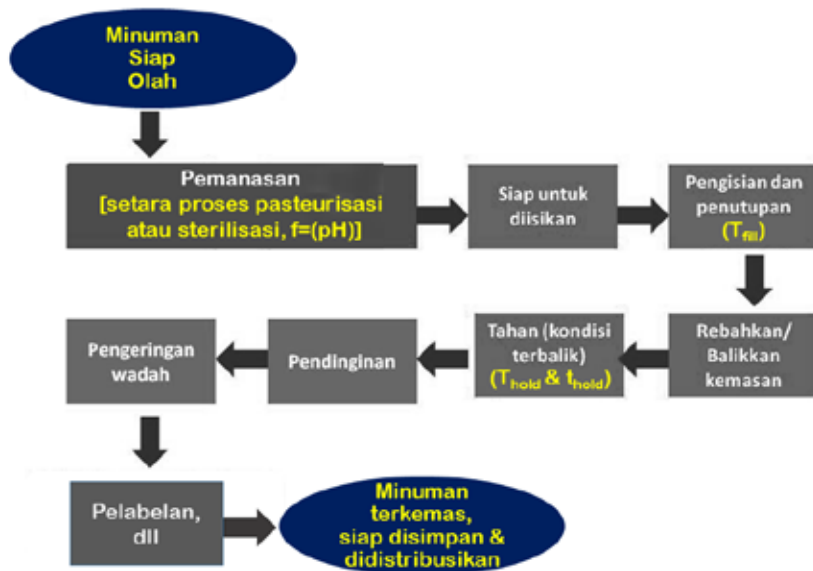 Minuman
Siap
Olah
Pemanasan
[setara proses pasteurisasi
atau sterilisasi, f=(pH)]
Siap untuk
diisikan
Pengisian dan
penutupan
(Tfill)
Rebahkan/
Balikkan
kemasan
Tahan (kondisi
terbalik)
(Thold & thold)
Pendinginan
Pengeringan
wadah
Pelabelan,
dll
Minuman
terkemas,
siap disimpan &
didistribusikan